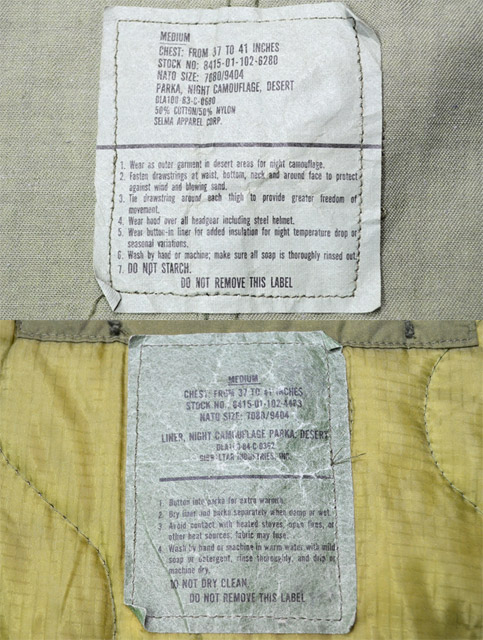 MEDIUM
CHEST: FROM 37 TO 41 INCHES
STOCK NO: 8415-01-102-6280
NATO SIZE: 7880/9404
PARKA, NIGHT CAMOUFLAGE, DESERT
DLA100-83-C-0680
50% COTTON/50% NYLON
SELMA APPAREL CORP.
1. Wear as outer garment in desert areas for night camouflage.
2. Fasten drawstrings at waist, bottom, neck and around face to protect
against wind and blowing sand.
3. Tie drawstring around each thigh to provide greater freedom of
movement.
4. Wear hood over all headgear including steel helmet.
5. Wear button-in liner for added insulation for night temperature drop or
seasonal variations.
6. Wash by hand or machine; make sure all soap is thoroughly rinsed out.
7. DO NOT STARCH.
DO NOT REMOVE THIS LABEL
MEDIUM
CHEST: FROM 37 TO 41 INCHES
STOCK NO. 8415-01-102-
NATO SIZE: 7880/9404
LINER, NIGHT CAMOUFLAGE PARKA, DESERT
INDUSTRIES, INC.
1. Button into parka for extra warmth.
2. Dry liner and parka separately when damp or wet.
3. Avoid contact with heated stoves, open fires, or
other heat sources, fabric may fuse.
4. Wash by hand or machine in warm water with mild
soap or detergent, rinse thoroughly, and drip or
machine dry.
DO NOT DRY CLEAN.
DO NOT REMOVE THIS LABEL